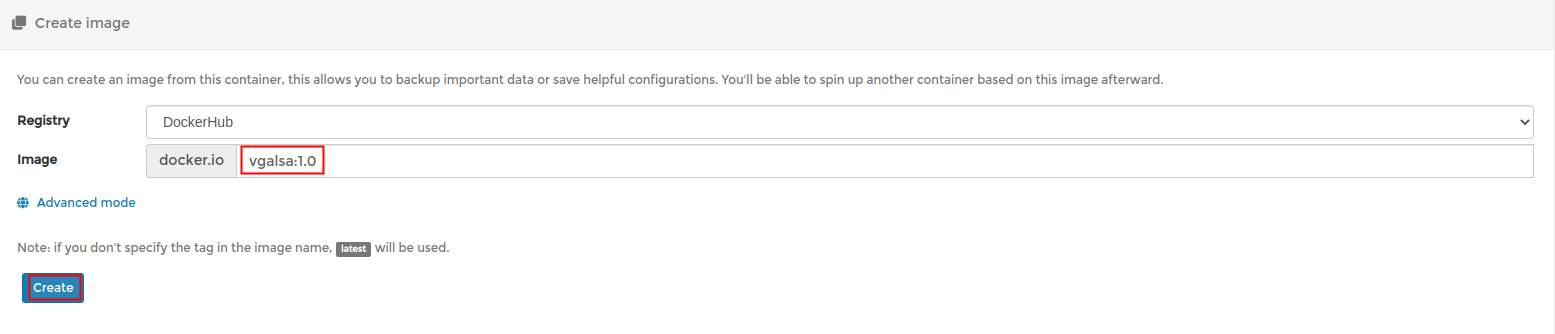 Create image
You can create an image from this container, this allows you to backup important data or save helpful configurations. You'll be able to spin up another container based on this image afterward.
Registry DockerHub
Image docker.io vgalsa:1.0
Advanced mode
Note: if you don't specify the tag in the image name, latest will be used.
Create